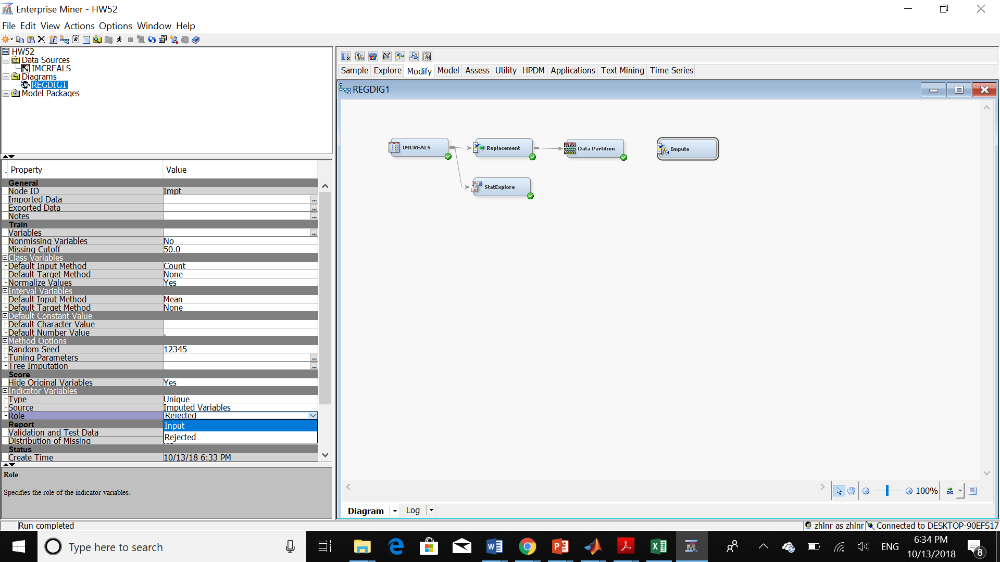 Enterprise Miner - HW52
File Edit View Actions Options Window Help
HW52
Data Sources
IMCREALS
Diagrams
REGDIG1
Model Packages
Sample Explore Modify Model Assess Utility HPDM Applications Text Mining Time Series
REGDIG1
IMCREALS
Replacement
Data Partition
Impute
StatExplore
. Property Value
General
Node ID Impt
Imported Data ...
Exported Data ...
Notes ...
Train
Variables ...
Nonmissing Variables No
Missing Cutoff 50.0
Class Variables
Default Input Method Count
Default Target Method None
Normalize Values Yes
Interval Variables
Default Input Method Mean
Default Target Method None
Default Constant Value
Default Character Value
Default Number Value .
Method Options
Random Seed 12345
Tuning Parameters ...
Tree Imputation ...
Score
Hide Original Variables Yes
Indicator Variables
Type Unique
Source Imputed Variables
Role Rejected
Input
Rejected
Report
Validation and Test Data
Distribution of Missing
Status
Create Time 10/13/18 6:33 PM
Role
Specifies the role of the indicator variables.
100%
Diagram Log
Run completed
zhlnr as zhlnr Connected to DESKTOP-90EFS17
Type here to search
ENG
6:34 PM
10/13/2018
8